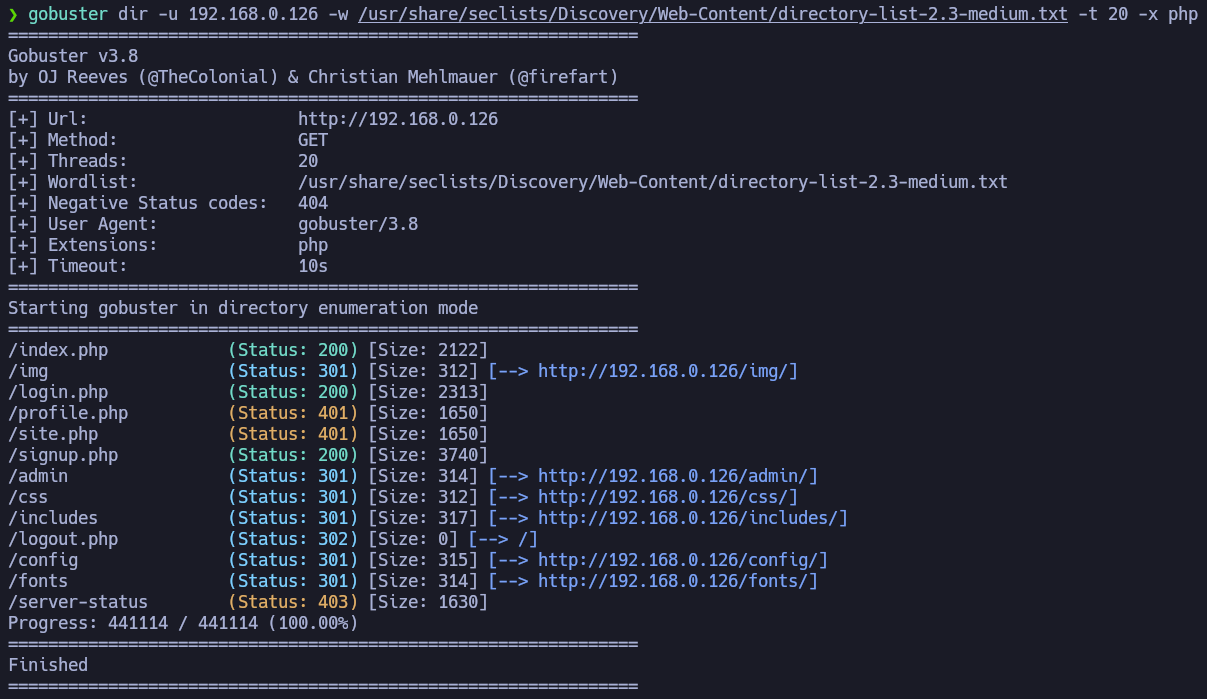 ❯ gobuster dir -u 192.168.0.126 -w /usr/share/seclists/Discovery/Web-Content/directory-list-2.3-medium.txt -t 20 -x php
===============================================================
Gobuster v3.8
by OJ Reeves (@TheColonial) & Christian Mehlmauer (@firefart)
===============================================================
[+] Url:                     http://192.168.0.126
[+] Method:                  GET
[+] Threads:                 20
[+] Wordlist:                /usr/share/seclists/Discovery/Web-Content/directory-list-2.3-medium.txt
[+] Negative Status codes:   404
[+] User Agent:              gobuster/3.8
[+] Extensions:              php
[+] Timeout:                 10s
===============================================================
Starting gobuster in directory enumeration mode
===============================================================
/index.php            (Status: 200) [Size: 2122]
/img                  (Status: 301) [Size: 312] [--> http://192.168.0.126/img/]
/login.php            (Status: 200) [Size: 2313]
/profile.php          (Status: 401) [Size: 1650]
/site.php             (Status: 401) [Size: 1650]
/signup.php           (Status: 200) [Size: 3740]
/admin                (Status: 301) [Size: 314] [--> http://192.168.0.126/admin/]
/css                  (Status: 301) [Size: 312] [--> http://192.168.0.126/css/]
/includes             (Status: 301) [Size: 317] [--> http://192.168.0.126/includes/]
/logout.php           (Status: 302) [Size: 0] [--> /]
/config               (Status: 301) [Size: 315] [--> http://192.168.0.126/config/]
/fonts                (Status: 301) [Size: 314] [--> http://192.168.0.126/fonts/]
/server-status        (Status: 403) [Size: 1630]
Progress: 441114 / 441114 (100.00%)
===============================================================
Finished
===============================================================